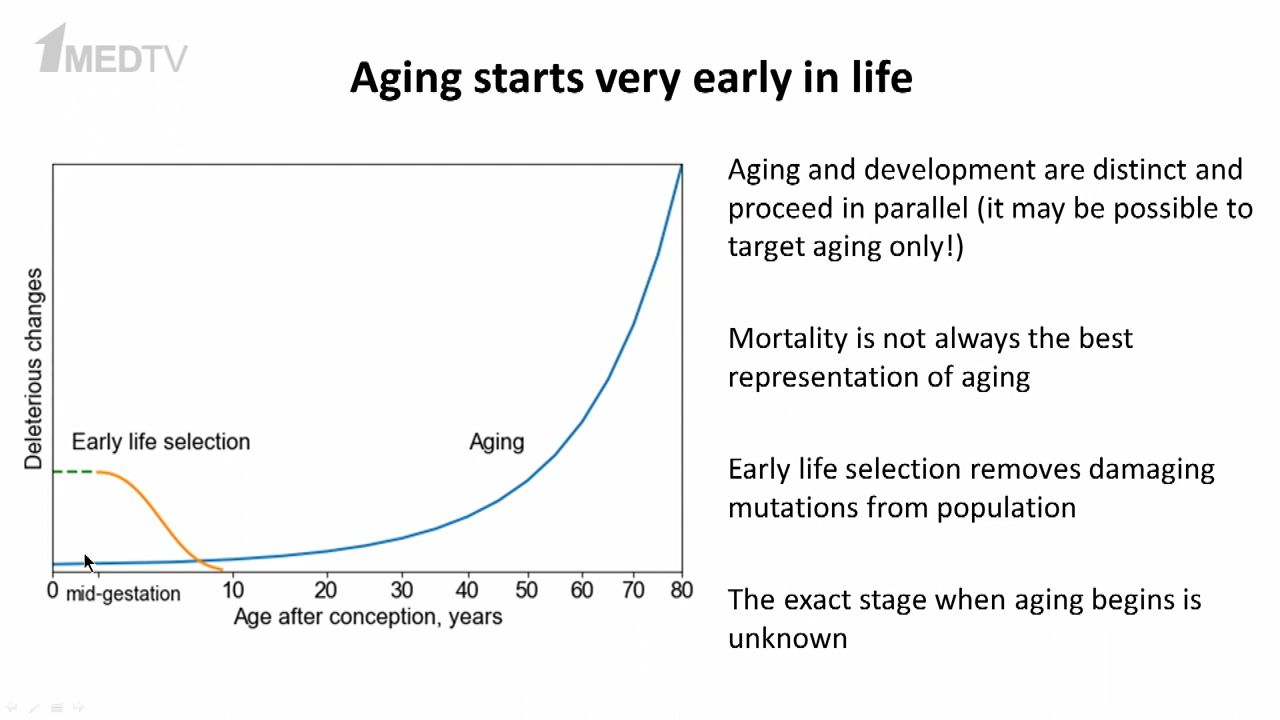 1MEDTV
Aging starts very early in life
Aging and development are distinct and
proceed in parallel (it may be possible to
target aging only!)
Mortality is not always the best
representation of aging
Early life selection removes damaging
mutations from population
The exact stage when aging begins is
unknown
Deleterious changes
Early life selection
Aging
0 mid-gestation 10 20 30 40 50 60 70 80
Age after conception, years